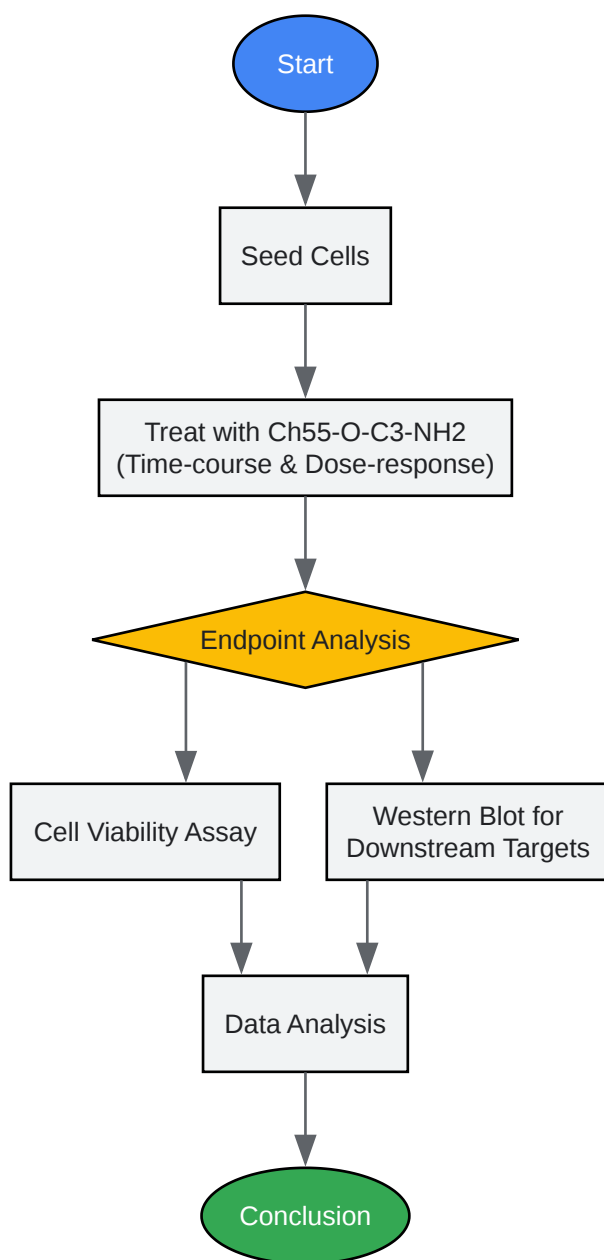 Start
Seed Cells
Treat with Ch55-O-C3-NH2
(Time-course & Dose-response)
Endpoint Analysis
Cell Viability Assay
Western Blot for
Downstream Targets
Data Analysis
Conclusion